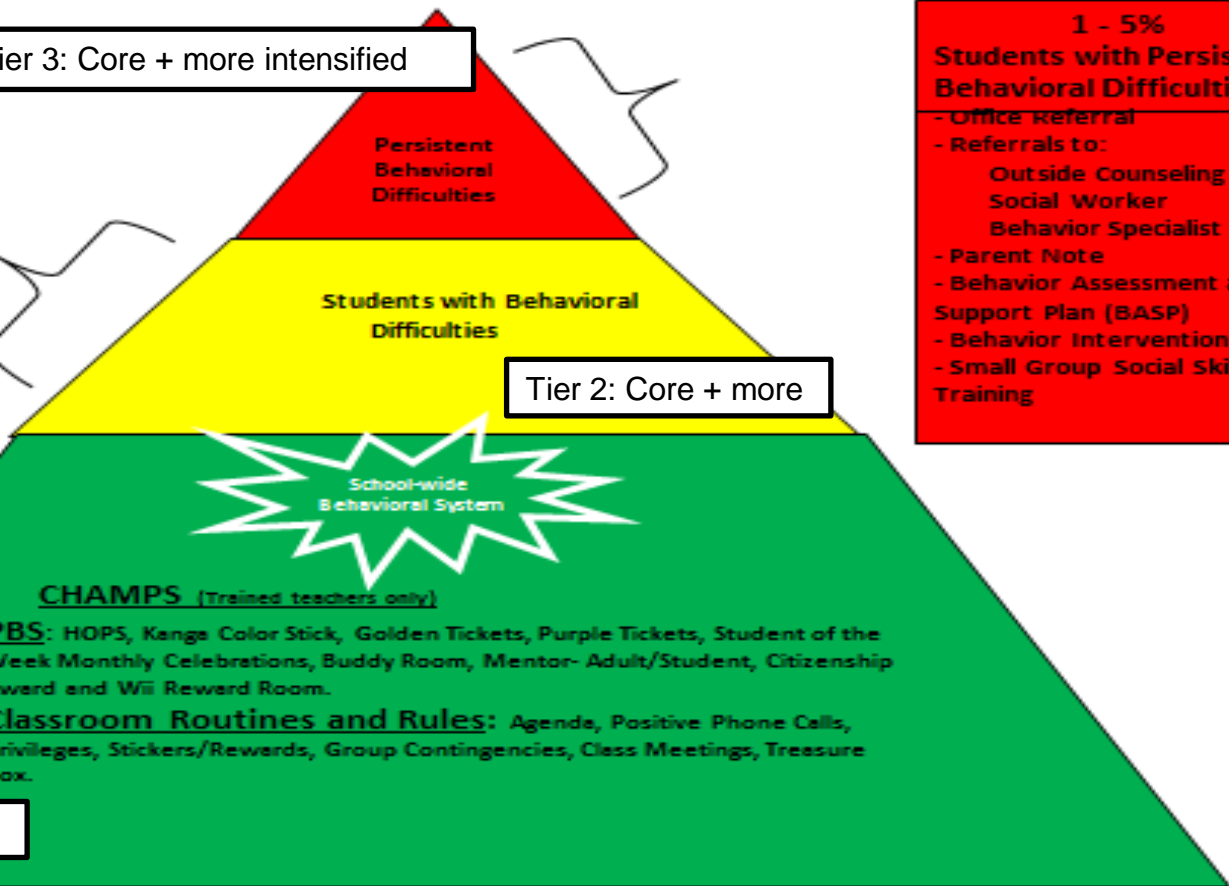 ier 3: Core + more intensified
Persistent
Behavioral
Difficulties
Students with Behavioral
Difficulties
Tier 2: Core + more
School-wide
Behavioral System
CHAMPS (Trained teachers only)
PBS: HOPS, Kanga Color Stick, Golden Tickets, Purple Tickets, Student of the
Week Monthly Celebrations, Buddy Room, Mentor- Adult/Student, Citizenship
ward and Wii Reward Room.
Classroom Routines and Rules: Agenda, Positive Phone Calls,
rivileges, Stickers/Rewards, Group Contingencies, Class Meetings, Treasure
ox.
1 - 5%
Students with Persis
Behavioral Difficulti
- Office Referral
- Referrals to:
Outside Counseling
Social Worker
Behavior Specialist
- Parent Note
- Behavior Assessment a
Support Plan (BASP)
- Behavior Intervention
- Small Group Social Ski
Training